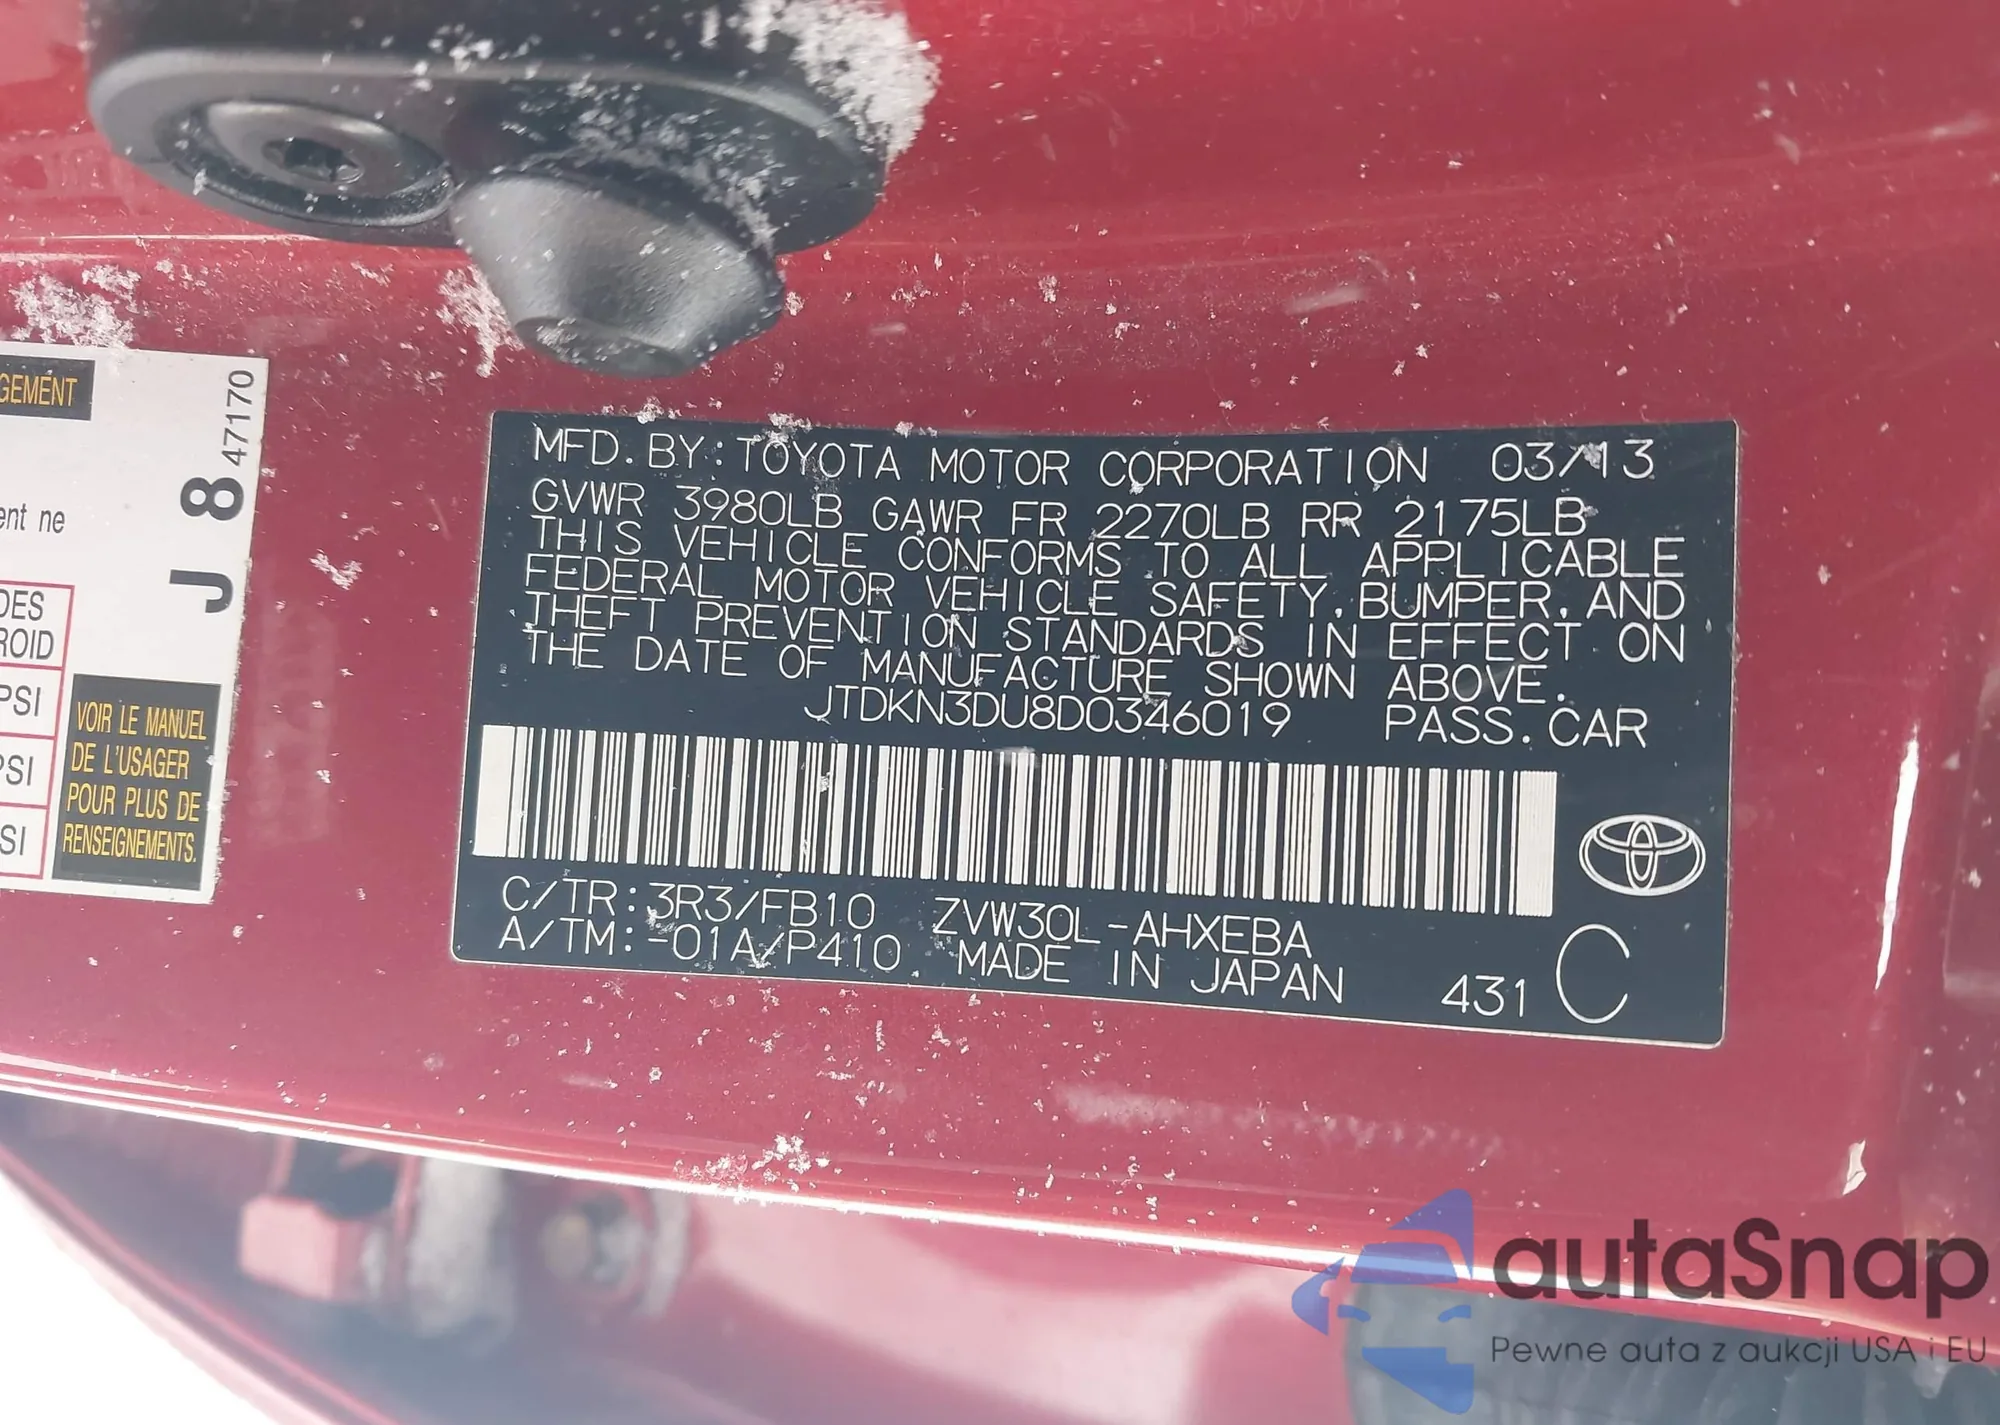 GEMENT
ent ne
DES
ROID
PSI
PSI
SI
VOIR LE MANUEL
DE L'USAGER
POUR PLUS DE
RENSEIGNEMENTS.
J 8 47170
MFD. BY: TOYOTA MOTOR CORPORATION 03/13
GVWR 3980LB GAWR FR 2270LB RR 2175LB
THIS VEHICLE CONFORMS TO ALL APPLICABLE
FEDERAL MOTOR VEHICLE SAFETY, BUMPER, AND
THEFT PREVENTION STANDARDS IN EFFECT ON
THE DATE OF MANUFACTURE SHOWN ABOVE.
JTDKN3DU8D0346019 PASS. CAR
C/TR: 3R3/FB10 ZVW30L-AHXEBA
A/TM: -01A/P410 MADE IN JAPAN 431 C
autaSnap
Pewne auta z aukcji USA i EU